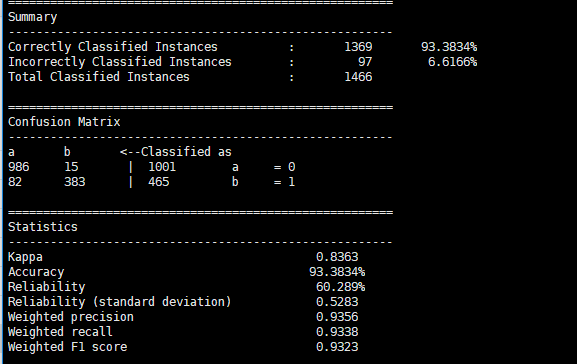 =======================================================
Summary
-------------------------------------------------------
Correctly Classified Instances : 1369 93.3834%
Incorrectly Classified Instances : 97 6.6166%
Total Classified Instances : 1466
=======================================================
Confusion Matrix
-------------------------------------------------------
a b <--Classified as
986 15 | 1001 a = 0
82 383 | 465 b = 1
=======================================================
Statistics
-------------------------------------------------------
Kappa 0.8363
Accuracy 93.3834%
Reliability 60.289%
Reliability (standard deviation) 0.5283
Weighted precision 0.9356
Weighted recall 0.9338
Weighted F1 score 0.9323